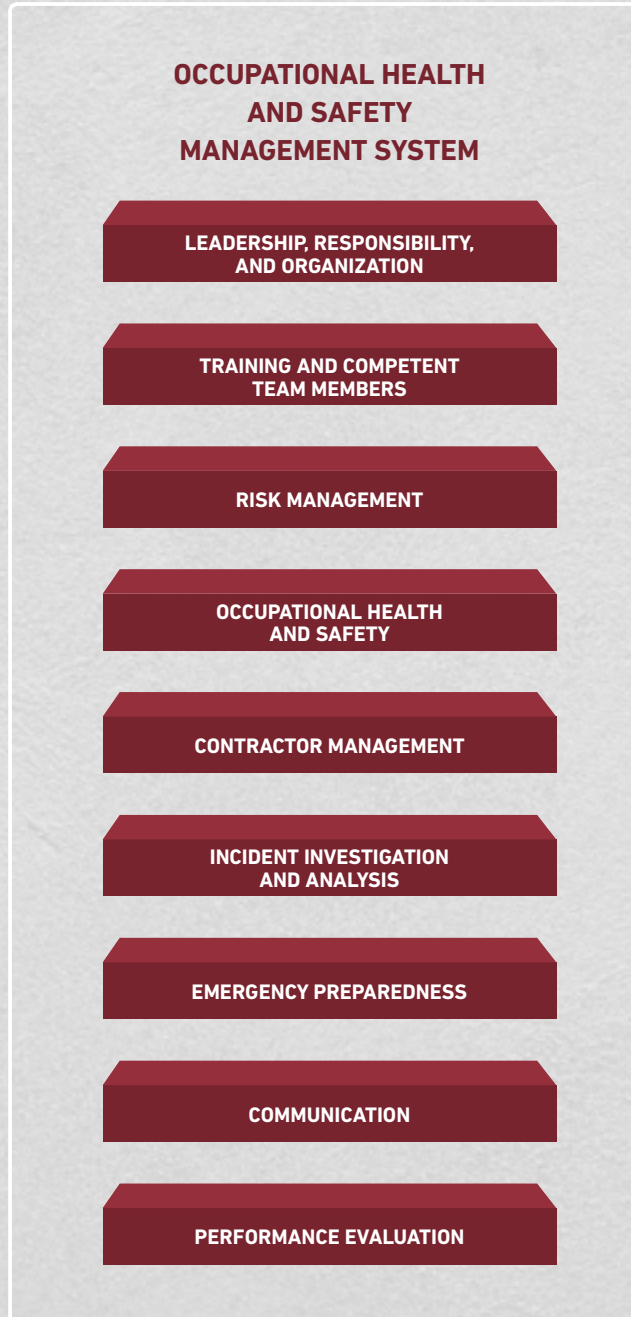 OCCUPATIONAL HEALTH
AND SAFETY
MANAGEMENT SYSTEM
LEADERSHIP, RESPONSIBILITY,
AND ORGANIZATION
TRAINING AND COMPETENT
TEAM MEMBERS
RISK MANAGEMENT
OCCUPATIONAL HEALTH
AND SAFETY
CONTRACTOR MANAGEMENT
INCIDENT INVESTIGATION
AND ANALYSIS
EMERGENCY PREPAREDNESS
COMMUNICATION
PERFORMANCE EVALUATION